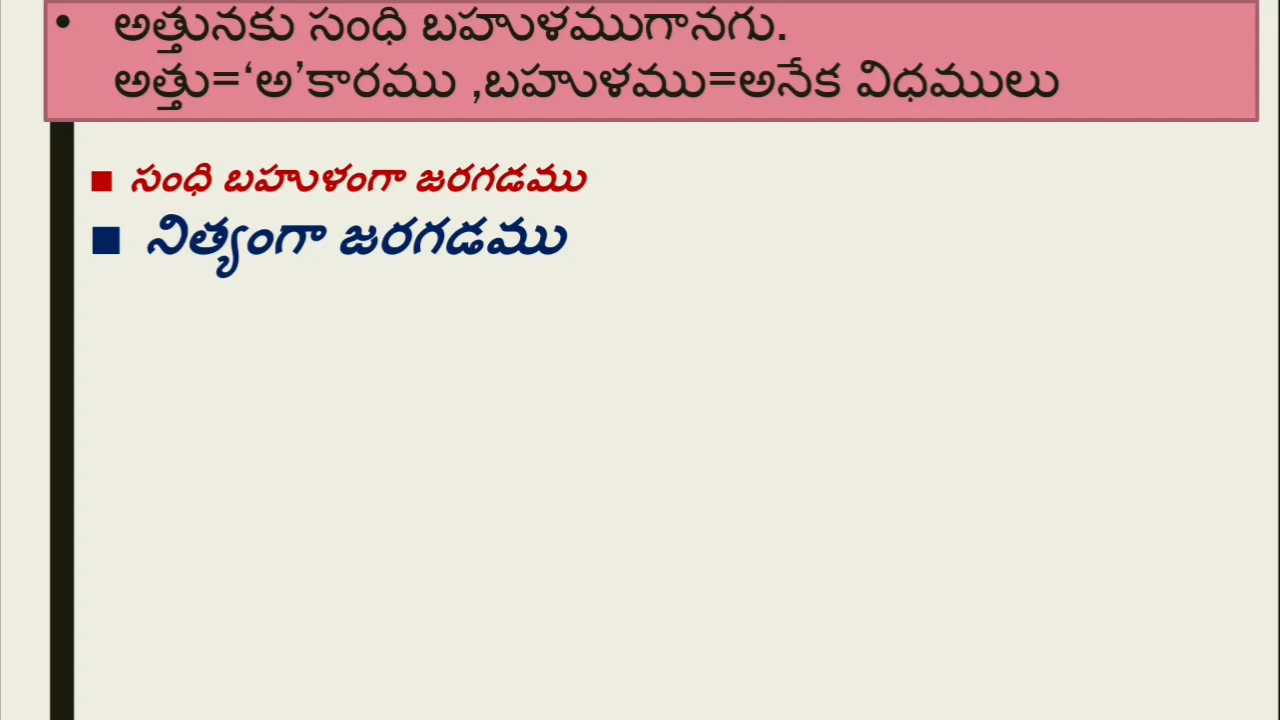 • అత్తునకు సంధి బహుళముగానగు.
అత్తు=‘అ’కారము ,బహుళము=అనేక విధములు
▪ సంధి బహుళంగా జరగడము
▪ నిత్యంగా జరగడము